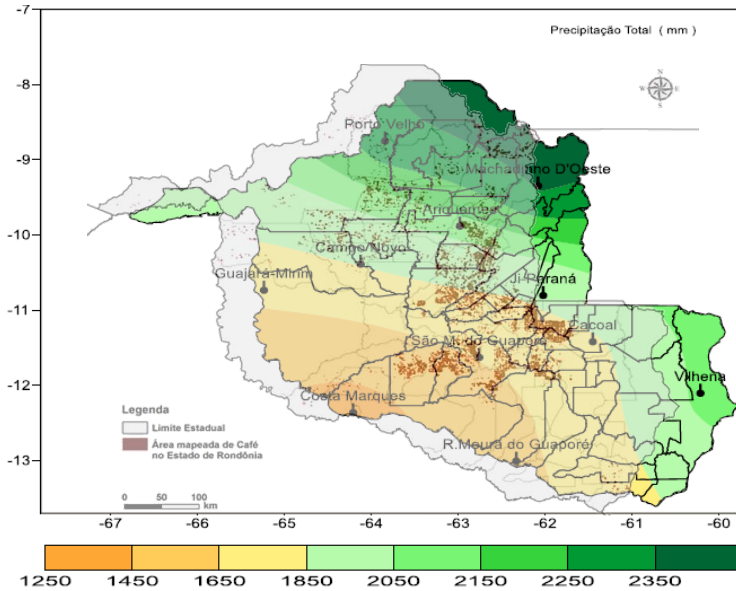 -7
Precipitação Total ( mm )
N
W E
S
-8
Porto Velho
-9
Machadinho D'Oeste
Ariquemes
-10
Campo Novo
Guajará-Mirim
Ji Paraná
-11
Cacoal
São M. do Guaporé
-12
Vilhena
Costa Marques
Legenda
Limite Estadual
Área mapeada de Café
no Estado de Rondônia
R.Moura do Guaporé
-13
0 50 100
km
-67 -66 -65 -64 -63 -62 -61 -60
1250 1450 1650 1850 2050 2150 2250 2350